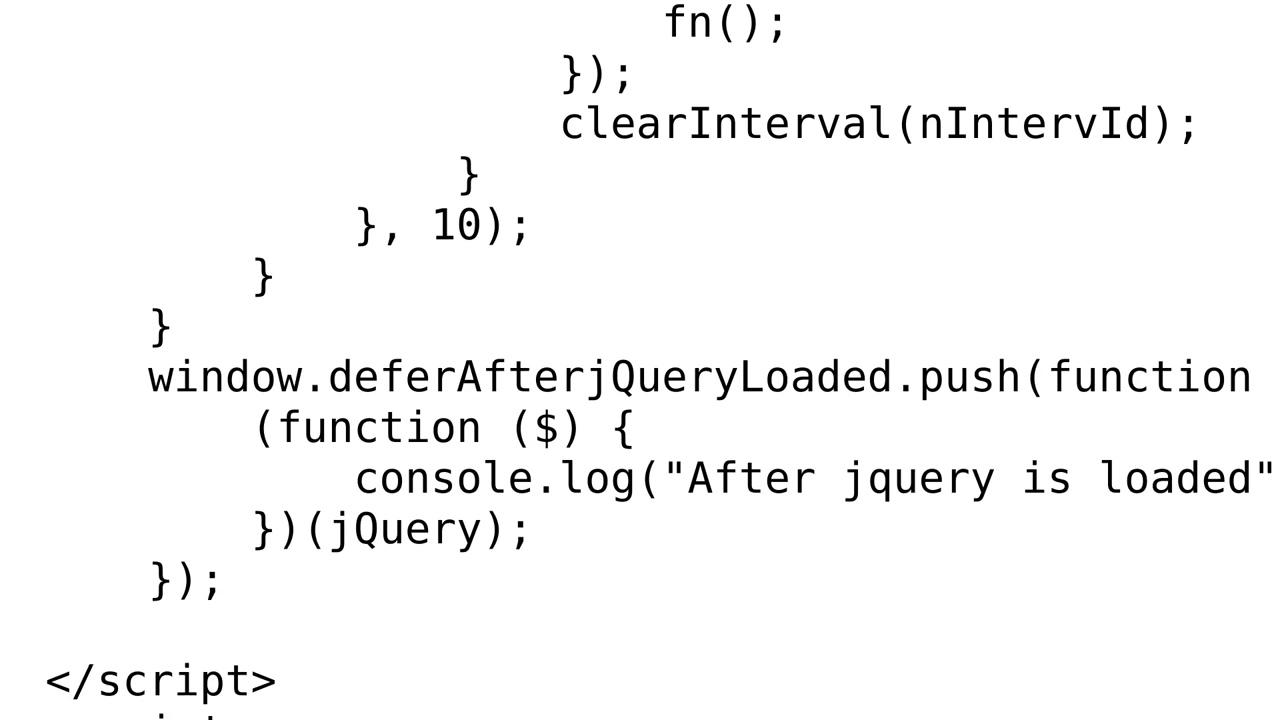 fn();
});
clearInterval(nIntervId);
}
}, 10);
}
}
window.deferAfterjQueryLoaded.push(function
(function ($) {
console.log("After jquery is loaded"
})(jQuery);
});
</script>